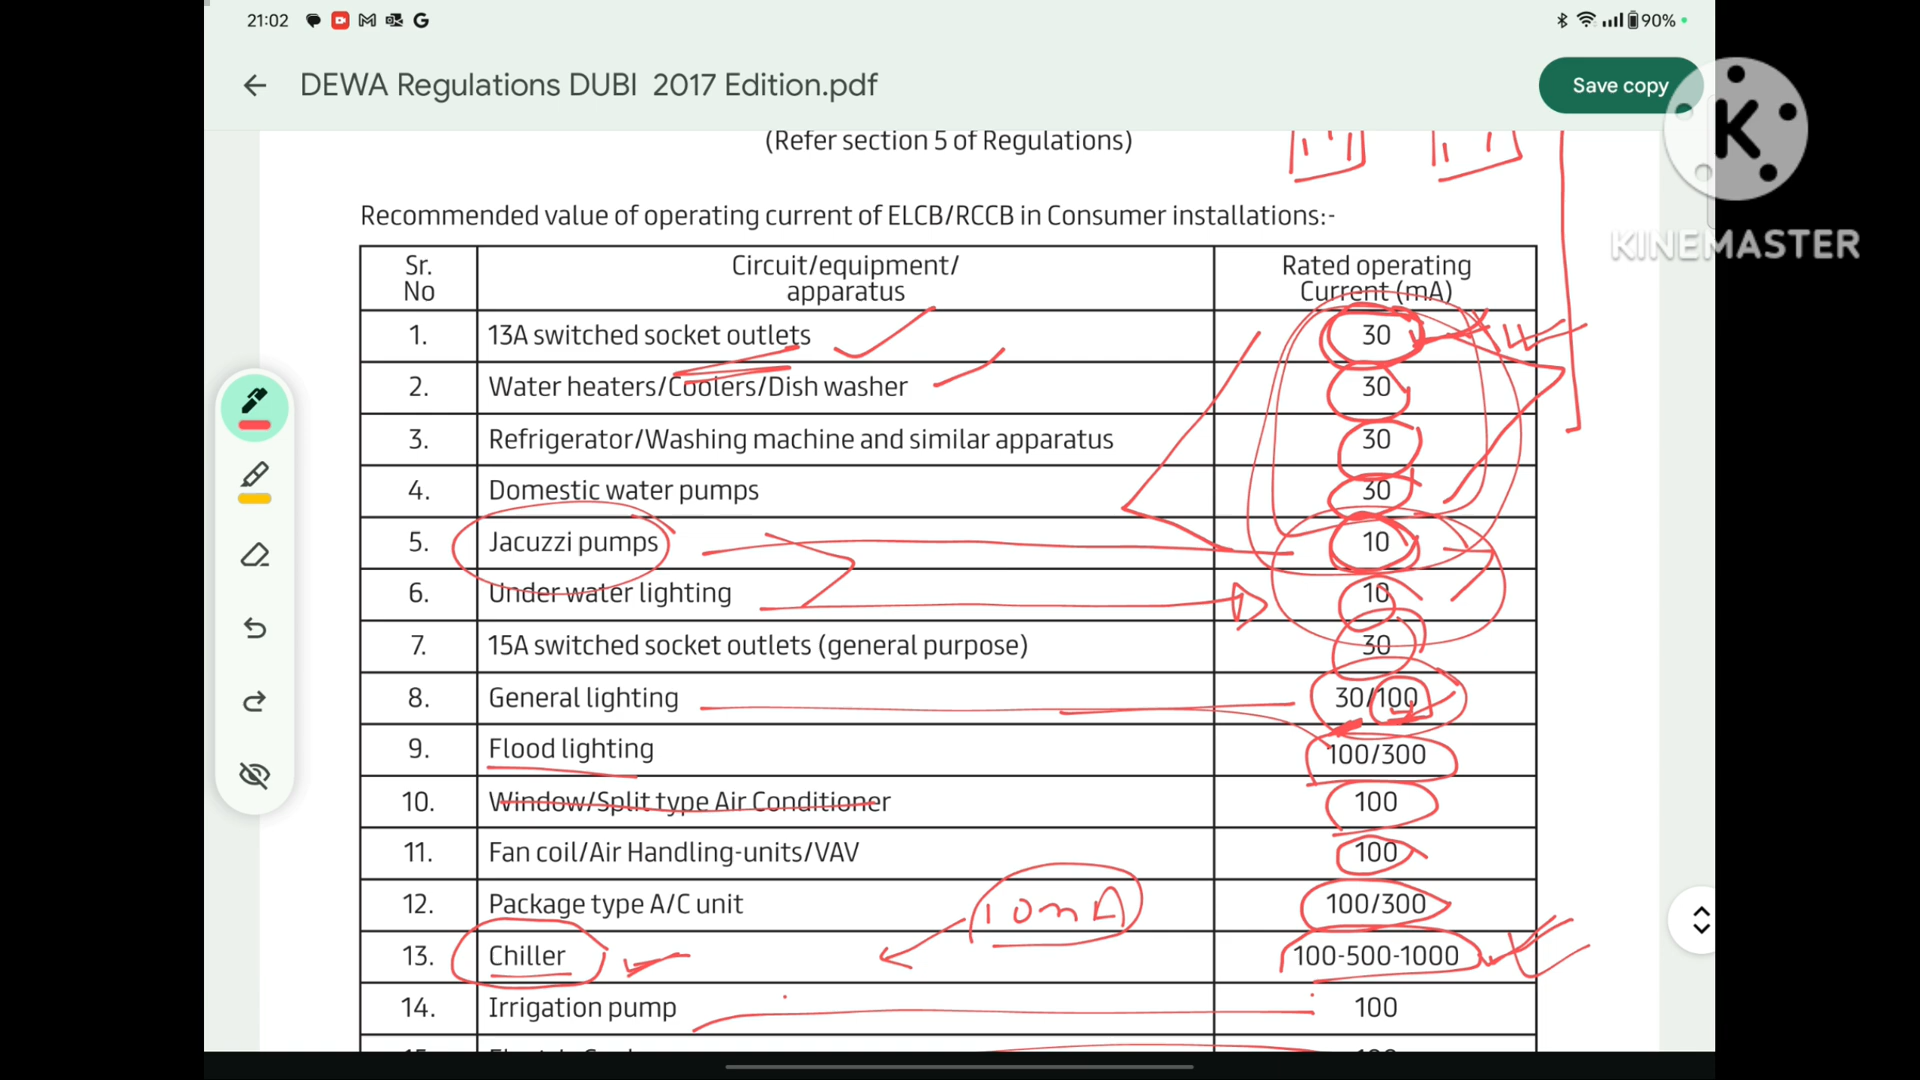 21:02
90%
DEWA Regulations DUBI 2017 Edition.pdf
Save copy
K
KINEMASTER
(Refer section 5 of Regulations)
Recommended value of operating current of ELCB/RCCB in Consumer installations:-
Sr. No Circuit/equipment/ apparatus Rated operating Current (mA)
1. 13A switched socket outlets 30
2. Water heaters/Coolers/Dish washer 30
3. Refrigerator/Washing machine and similar apparatus 30
4. Domestic water pumps 30
5. Jacuzzi pumps 10
6. Under water lighting 10
7. 15A switched socket outlets (general purpose) 30
8. General lighting 30/100
9. Flood lighting 100/300
10. Window/Split type Air Conditioner 100
11. Fan coil/Air Handling-units/VAV 100
12. Package type A/C unit 100/300
10mA
13. Chiller 100-500-1000
14. Irrigation pump 100